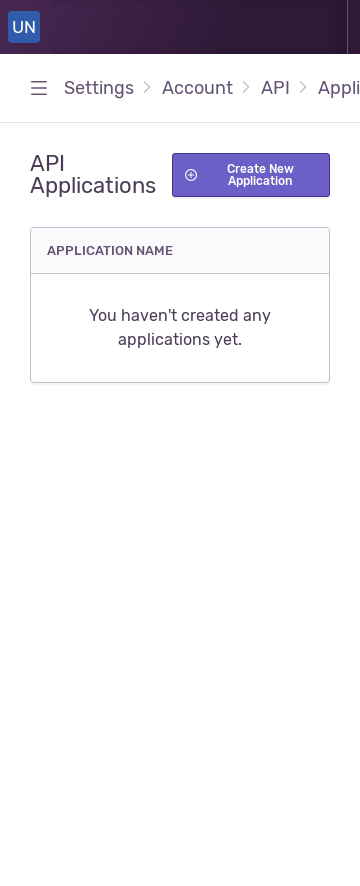 UN
Settings
Account
API
Appli
API
Applications
Create New
Application
APPLICATION NAME
You haven't created any
applications yet.